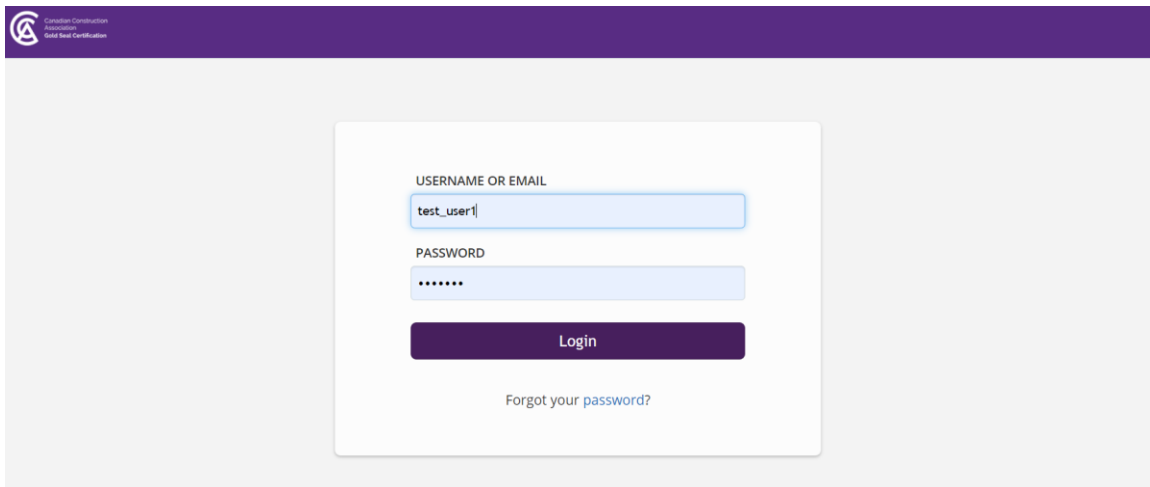 Canadian Construction
Association
Gold Seal Certification
USERNAME OR EMAIL
test_user1
PASSWORD
•••••••
Login
Forgot your password?